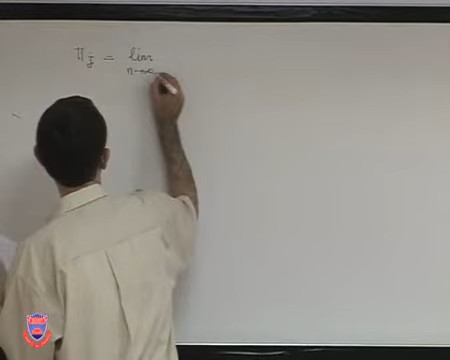 Π_j = lim
n→∞